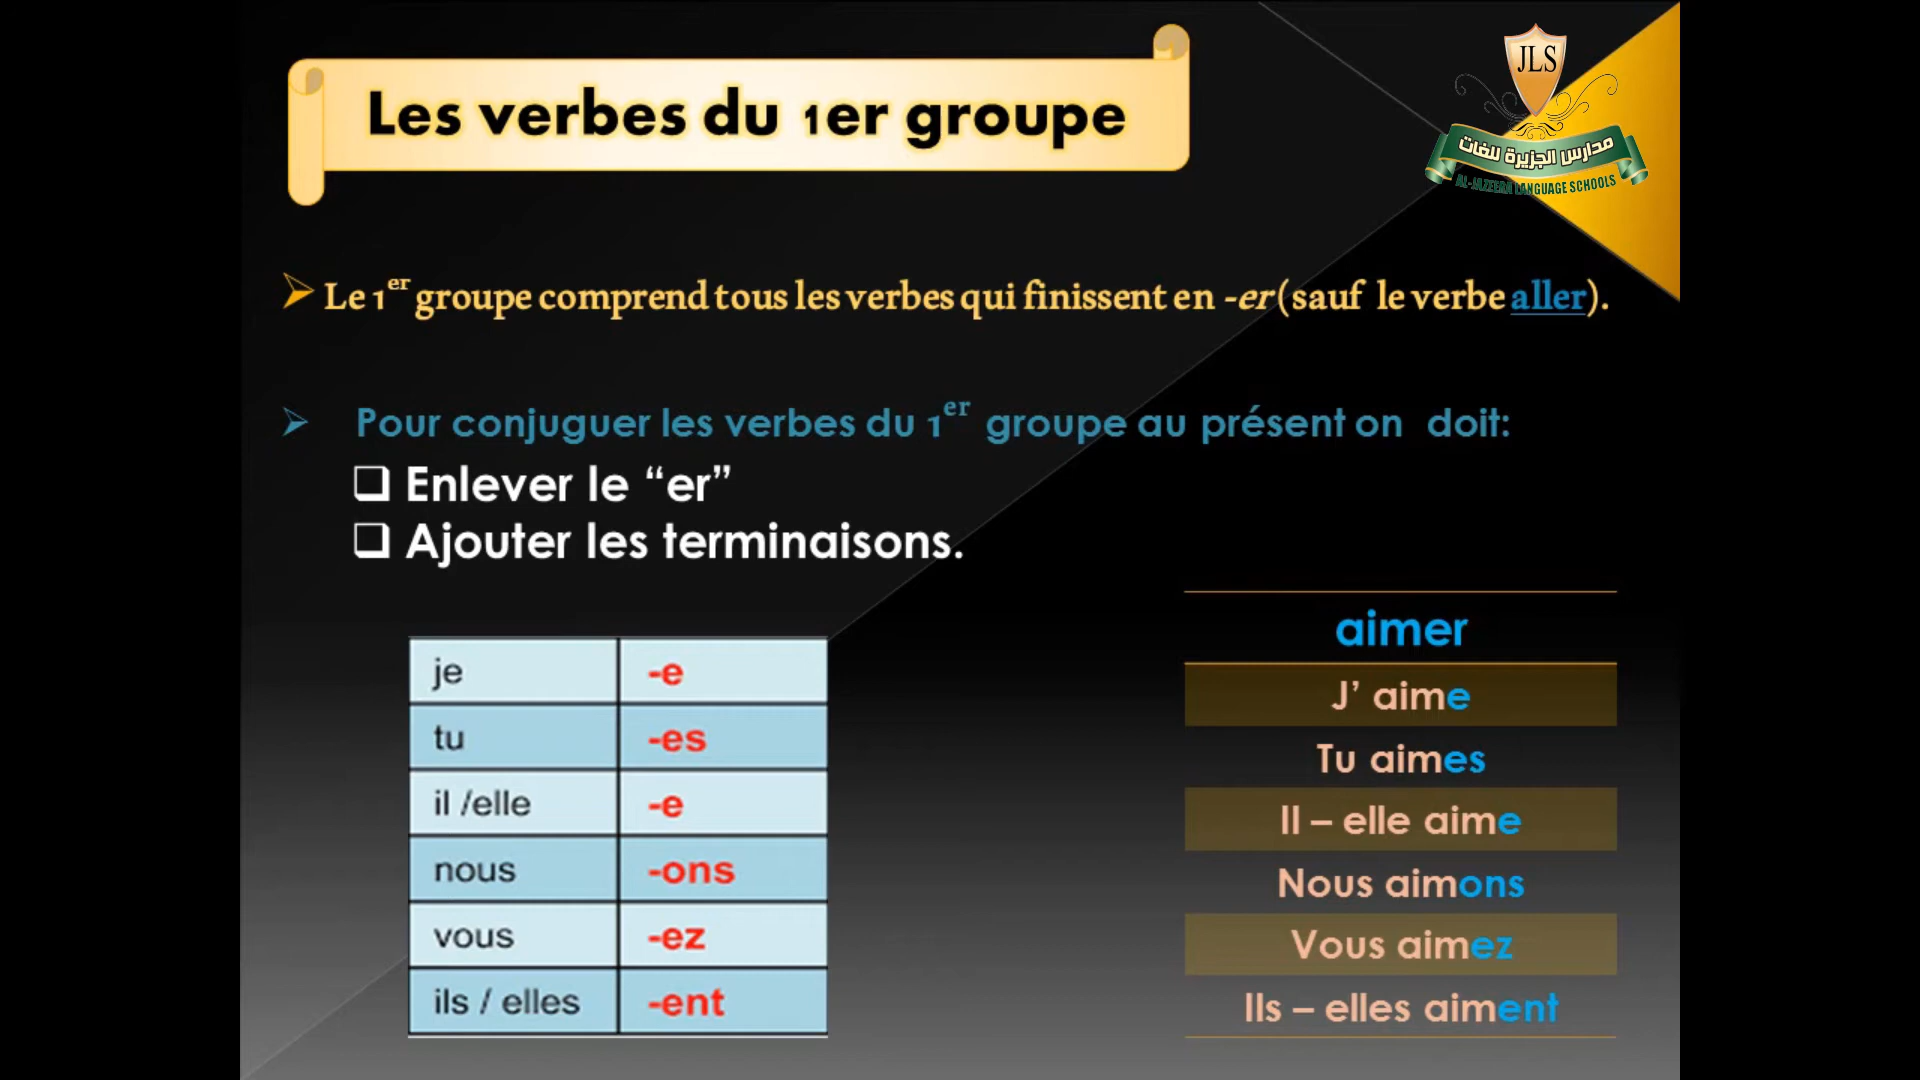 Les verbes du 1er groupe
JLS
مدارس الجزيرة للغات
AL-JAZEERA LANGUAGE SCHOOLS
Le 1er groupe comprend tous les verbes qui finissent en -er (sauf le verbe aller).
Pour conjuguer les verbes du 1er groupe au présent on doit:
Enlever le “er”
Ajouter les terminaisons.
je -e
tu -es
il /elle -e
nous -ons
vous -ez
ils / elles -ent
aimer
J’ aime
Tu aimes
Il – elle aime
Nous aimons
Vous aimez
Ils – elles aiment